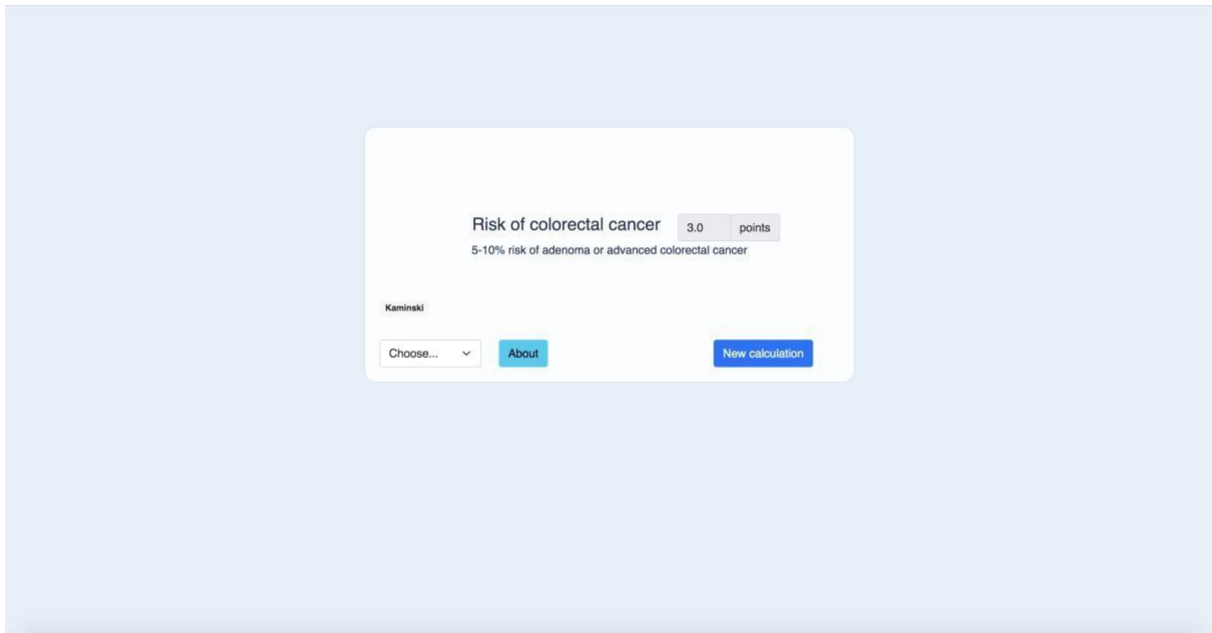 Risk of colorectal cancer 3.0 points
5-10% risk of adenoma or advanced colorectal cancer
Kaminski
Choose... About New calculation